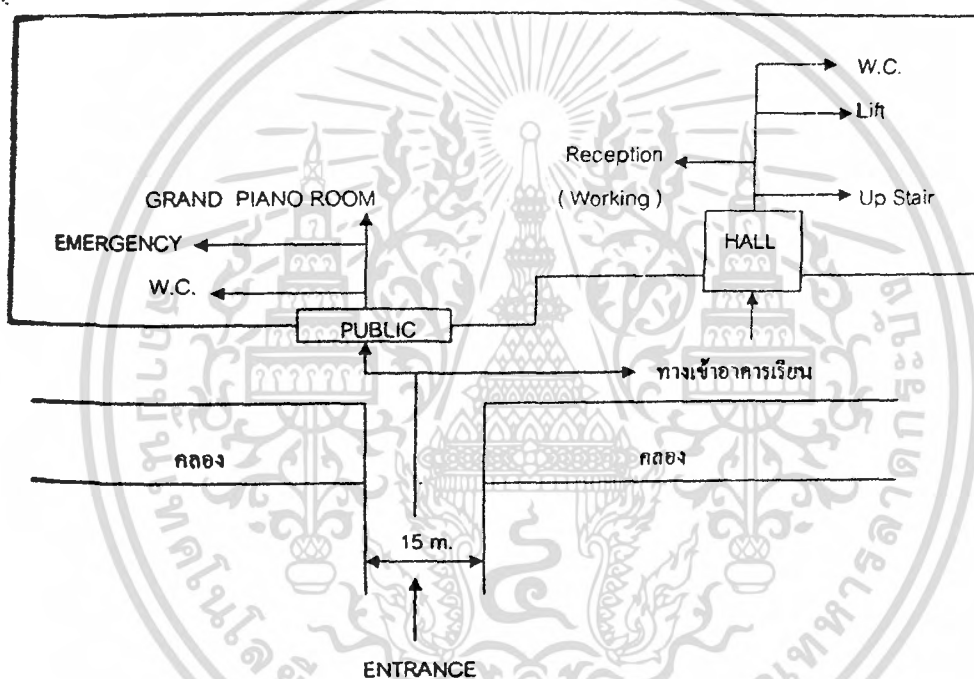 W.C.
Lift
Reception
( Working )
Up Stair
GRAND PIANO ROOM
EMERGENCY
HALL
W.C.
PUBLIC
ทางเข้าอาคารเรียน
คลอง
คลอง
15 m.
ENTRANCE